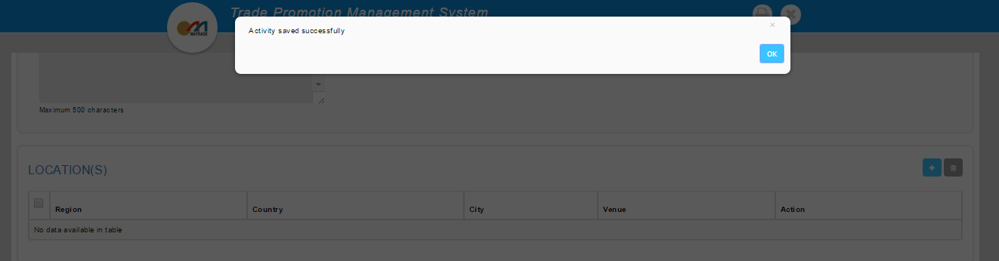 Trade Promotion Management System
MATRADE
Activity saved successfully
×
OK
Maximum 500 characters
LOCATION(S)
Region Country City Venue Action
No data available in table